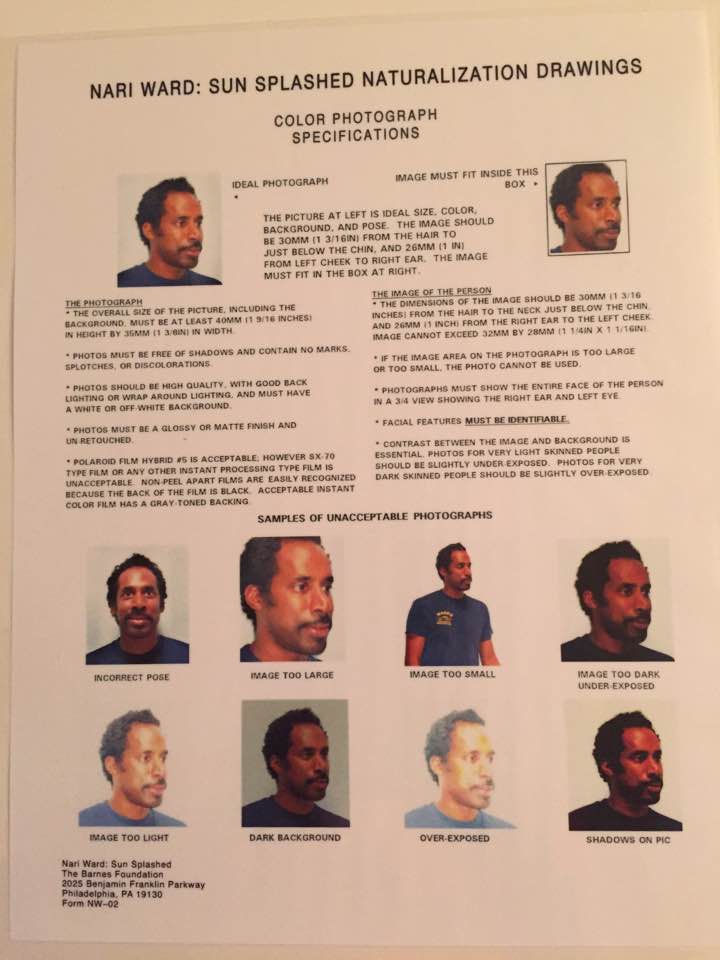 NARI WARD: SUN SPLASHED NATURALIZATION DRAWINGS
COLOR PHOTOGRAPH
SPECIFICATIONS
IDEAL PHOTOGRAPH
IMAGE MUST FIT INSIDE THIS
BOX
THE PICTURE AT LEFT IS IDEAL SIZE, COLOR,
BACKGROUND, AND POSE. THE IMAGE SHOULD
BE 30MM (1 3/16IN) FROM THE HAIR TO
JUST BELOW THE CHIN, AND 26MM (1 IN)
FROM LEFT CHEEK TO RIGHT EAR. THE IMAGE
MUST FIT IN THE BOX AT RIGHT.
THE PHOTOGRAPH
* THE OVERALL SIZE OF THE PICTURE, INCLUDING THE
BACKGROUND, MUST BE AT LEAST 40MM (1 9/16 INCHES)
IN HEIGHT BY 35MM (1 3/8IN) IN WIDTH.
* PHOTOS MUST BE FREE OF SHADOWS AND CONTAIN NO MARKS,
SPLOTCHES, OR DISCOLORATIONS.
* PHOTOS SHOULD BE HIGH QUALITY, WITH GOOD BACK
LIGHTING OR WRAP AROUND LIGHTING, AND MUST HAVE
A WHITE OR OFF-WHITE BACKGROUND.
* PHOTOS MUST BE A GLOSSY OR MATTE FINISH AND
UN-RETOUCHED.
* POLAROID FILM HYBRID #5 IS ACCEPTABLE; HOWEVER SX-70
TYPE FILM OR ANY OTHER INSTANT PROCESSING TYPE FILM IS
UNACCEPTABLE. NON-PEEL APART FILMS ARE EASILY RECOGNIZED
BECAUSE THE BACK OF THE FILM IS BLACK. ACCEPTABLE INSTANT
COLOR FILM HAS A GRAY-TONED BACKING.
THE IMAGE OF THE PERSON
* THE DIMENSIONS OF THE IMAGE SHOULD BE 30MM (1 3/16
INCHES) FROM THE HAIR TO THE NECK JUST BELOW THE CHIN,
AND 26MM (1 INCH) FROM THE RIGHT EAR TO THE LEFT CHEEK.
IMAGE CANNOT EXCEED 32MM BY 28MM (1 1/4IN X 1 1/16IN).
* IF THE IMAGE AREA ON THE PHOTOGRAPH IS TOO LARGE
OR TOO SMALL, THE PHOTO CANNOT BE USED.
* PHOTOGRAPHS MUST SHOW THE ENTIRE FACE OF THE PERSON
IN A 3/4 VIEW SHOWING THE RIGHT EAR AND LEFT EYE.
* FACIAL FEATURES MUST BE IDENTIFIABLE.
* CONTRAST BETWEEN THE IMAGE AND BACKGROUND IS
ESSENTIAL. PHOTOS FOR VERY LIGHT SKINNED PEOPLE
SHOULD BE SLIGHTLY UNDER-EXPOSED. PHOTOS FOR VERY
DARK SKINNED PEOPLE SHOULD BE SLIGHTLY OVER-EXPOSED.
SAMPLES OF UNACCEPTABLE PHOTOGRAPHS
INCORRECT POSE
IMAGE TOO LARGE
IMAGE TOO SMALL
IMAGE TOO DARK
UNDER-EXPOSED
IMAGE TOO LIGHT
DARK BACKGROUND
OVER-EXPOSED
SHADOWS ON PIC
Nari Ward: Sun Splashed
The Barnes Foundation
2025 Benjamin Franklin Parkway
Philadelphia, PA 19130
Form NW-02